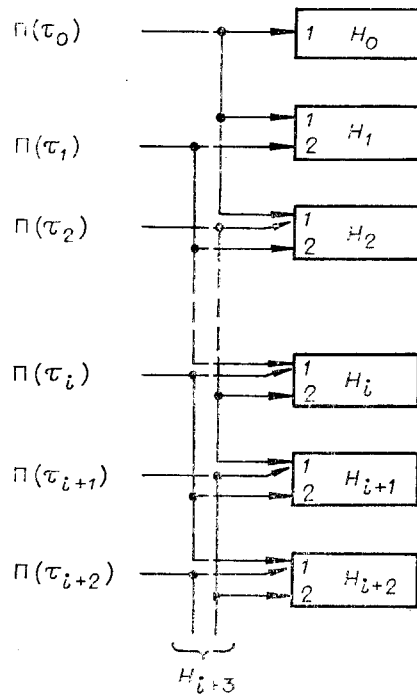 П(τ₀) 1 H₀
1
П(τ₁) 2 H₁
1
П(τ₂) 2 H₂
1
П(τᵢ) 2 Hᵢ
1
П(τᵢ₊₁) 2 Hᵢ₊₁
1
П(τᵢ₊₂) 2 Hᵢ₊₂
Hᵢ₊₃